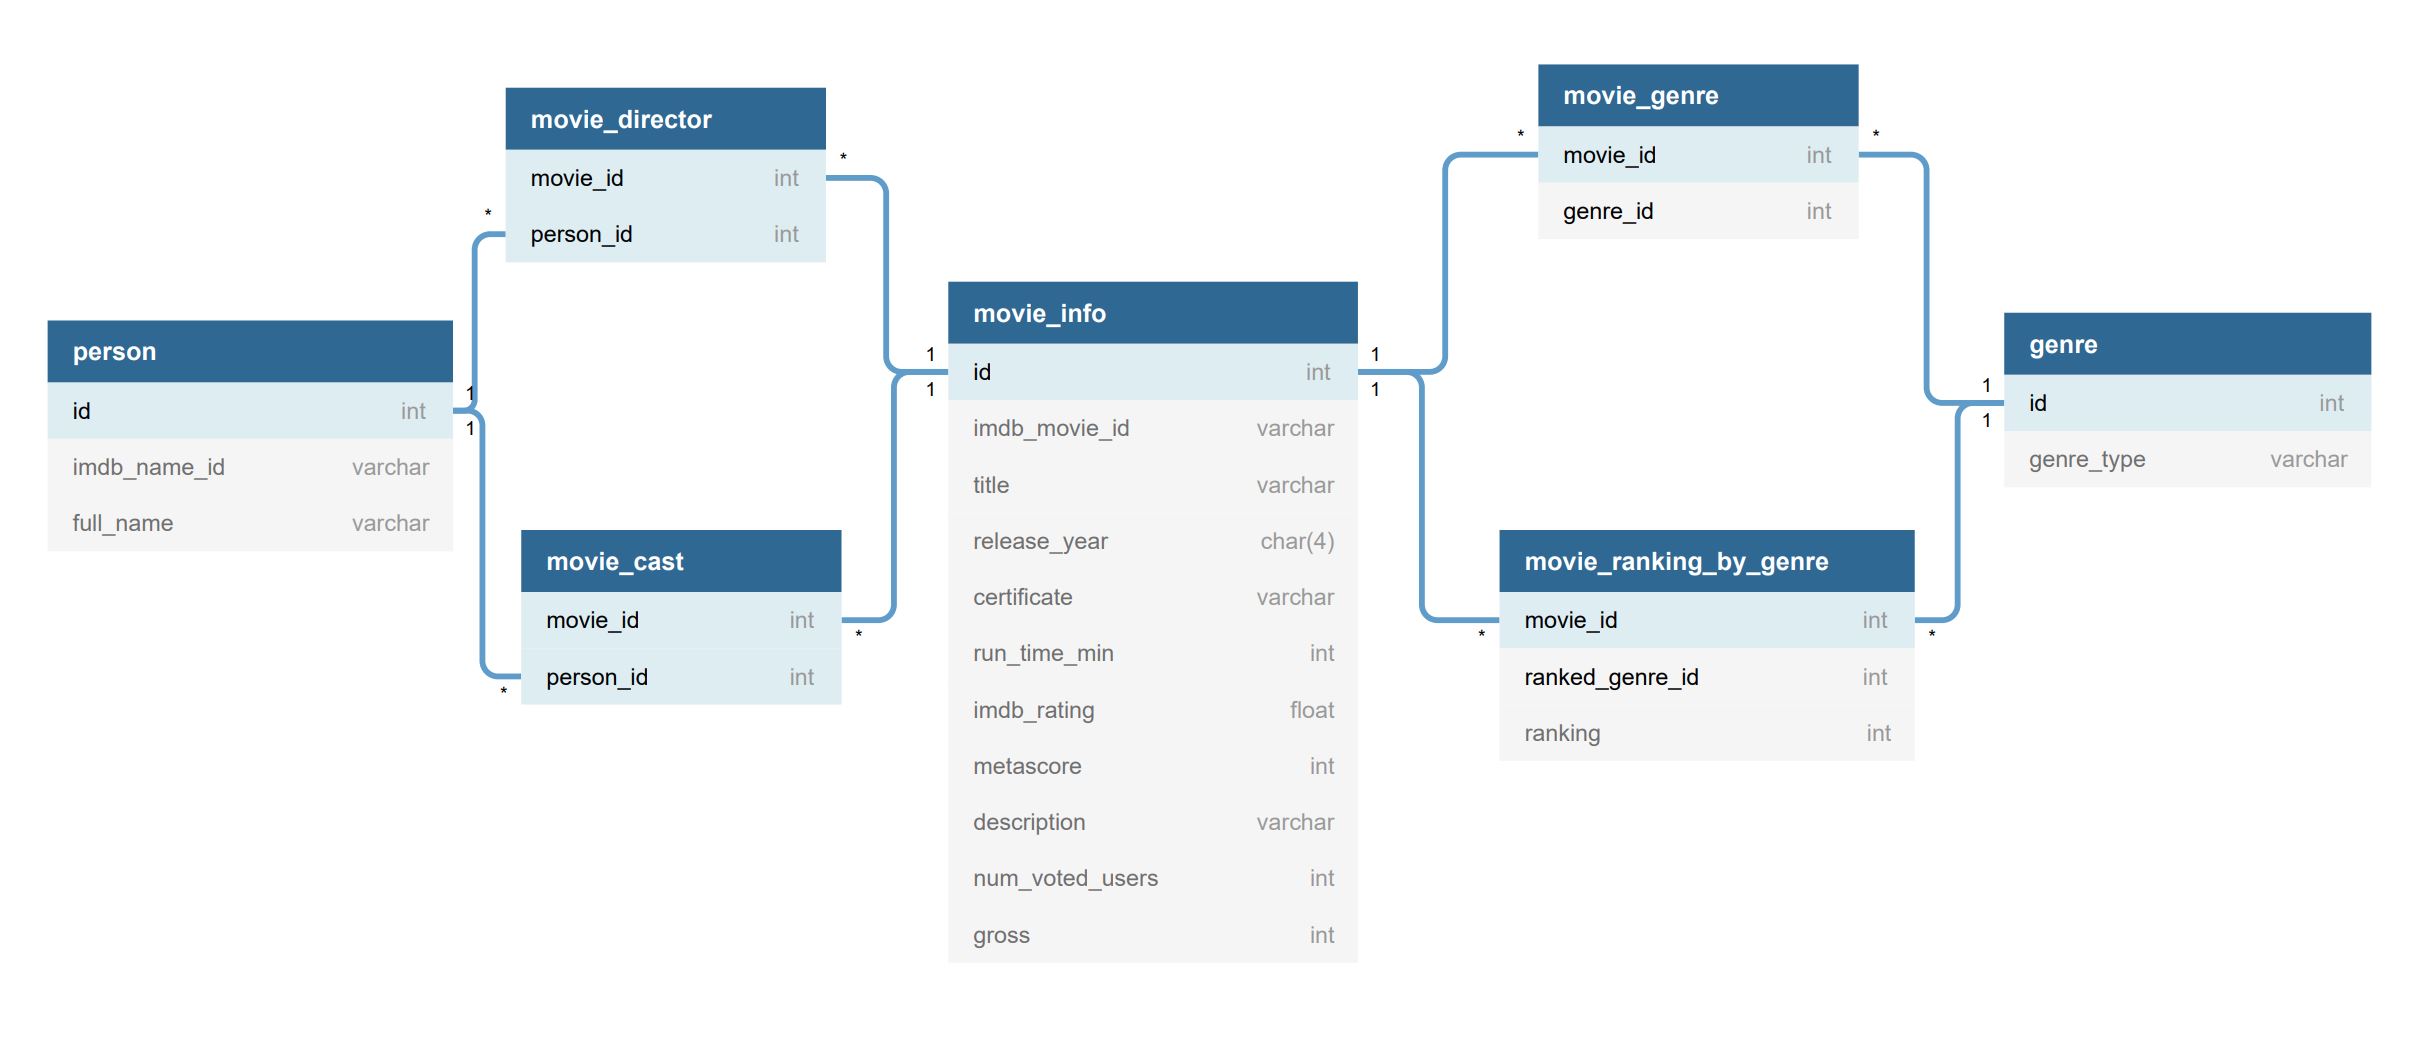 movie_director
movie_id int
person_id int
*
*
person
id int
imdb_name_id varchar
full_name varchar
1
1
movie_cast
movie_id int
person_id int
*
*
movie_info
id int
imdb_movie_id varchar
title varchar
release_year char(4)
certificate varchar
run_time_min int
imdb_rating float
metascore int
description varchar
num_voted_users int
gross int
1
1
1
1
movie_genre
movie_id int
genre_id int
*
*
movie_ranking_by_genre
movie_id int
ranked_genre_id int
ranking int
*
*
genre
id int
genre_type varchar
1
1